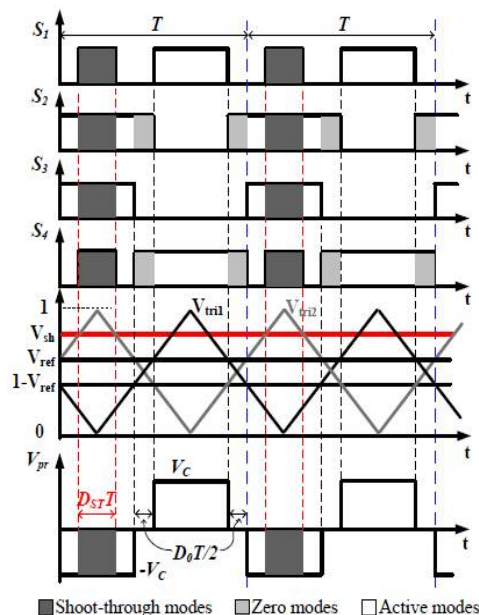 S1 T T
t
S2
t
S3
t
S4
t
1 Vtri1 Vtri2
Vsh
Vref
1-Vref
0 t
Vpr
VC
DSTT
t
D0T/2
-VC
Shoot-through modes Zero modes Active modes